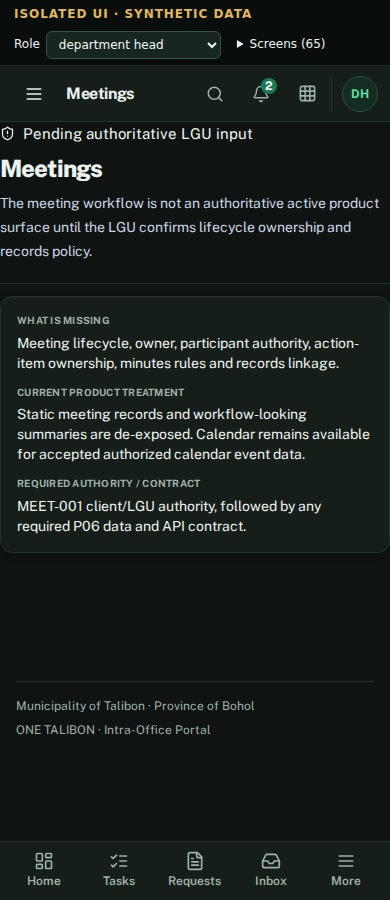 ISOLATED UI · SYNTHETIC DATA
Role department head Screens (65)
Meetings 2 DH
Pending authoritative LGU input
Meetings
The meeting workflow is not an authoritative active product
surface until the LGU confirms lifecycle ownership and
records policy.
WHAT IS MISSING
Meeting lifecycle, owner, participant authority, action-
item ownership, minutes rules and records linkage.
CURRENT PRODUCT TREATMENT
Static meeting records and workflow-looking
summaries are de-exposed. Calendar remains available
for accepted authorized calendar event data.
REQUIRED AUTHORITY / CONTRACT
MEET-001 client/LGU authority, followed by any
required P06 data and API contract.
Municipality of Talibon · Province of Bohol
ONE TALIBON · Intra-Office Portal
Home Tasks Requests Inbox More